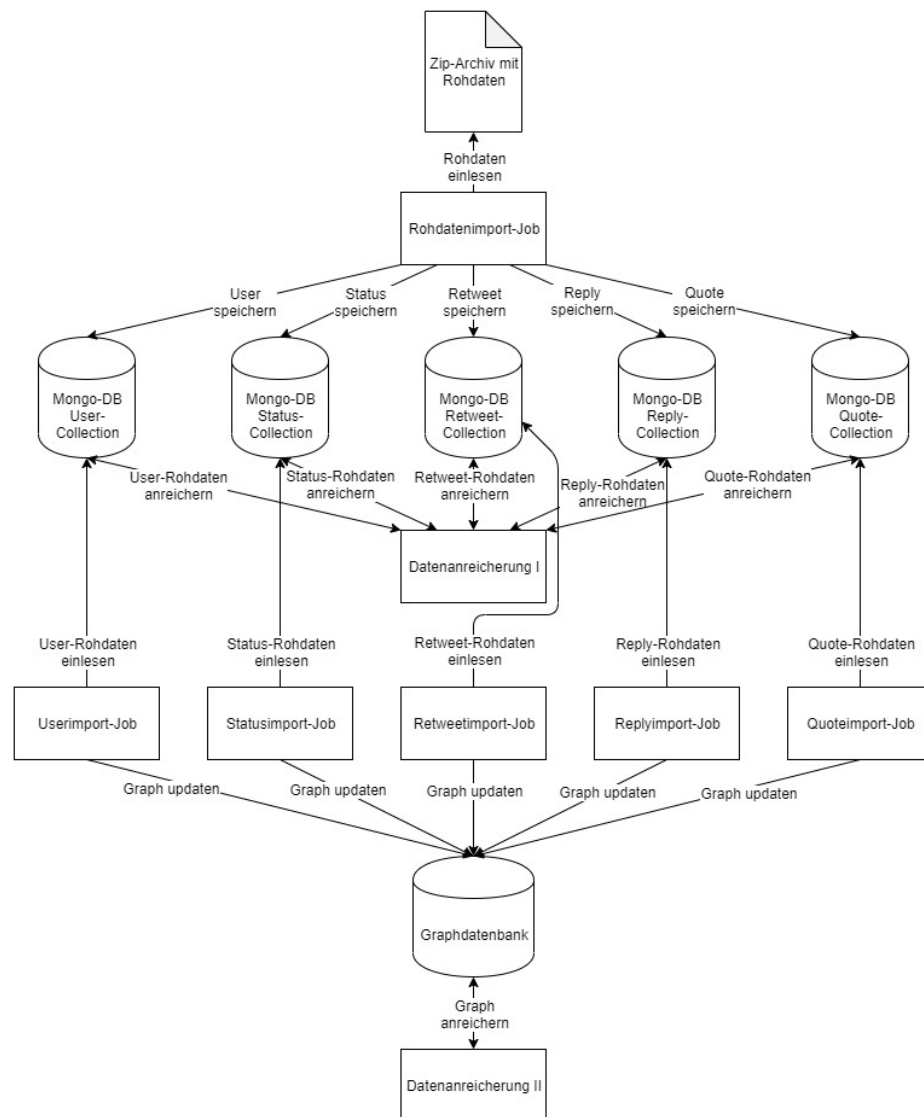 Zip-Archiv mit
Rohdaten
Rohdaten
einlesen
Rohdatenimport-Job
User
speichern
Status
speichern
Retweet
speichern
Reply
speichern
Quote
speichern
Mongo-DB
User-
Collection
Mongo-DB
Status-
Collection
Mongo-DB
Retweet-
Collection
Mongo-DB
Reply-
Collection
Mongo-DB
Quote-
Collection
User-Rohdaten
anreichern
Status-Rohdaten
anreichern
Retweet-Rohdaten
anreichern
Reply-Rohdaten
anreichern
Quote-Rohdaten
anreichern
Datenanreicherung I
User-Rohdaten
einlesen
Status-Rohdaten
einlesen
Retweet-Rohdaten
einlesen
Reply-Rohdaten
einlesen
Quote-Rohdaten
einlesen
Userimport-Job
Statusimport-Job
Retweetimport-Job
Replyimport-Job
Quoteimport-Job
Graph updaten
Graph updaten
Graph updaten
Graph updaten
Graph updaten
Graphdatenbank
Graph
anreichern
Datenanreicherung II